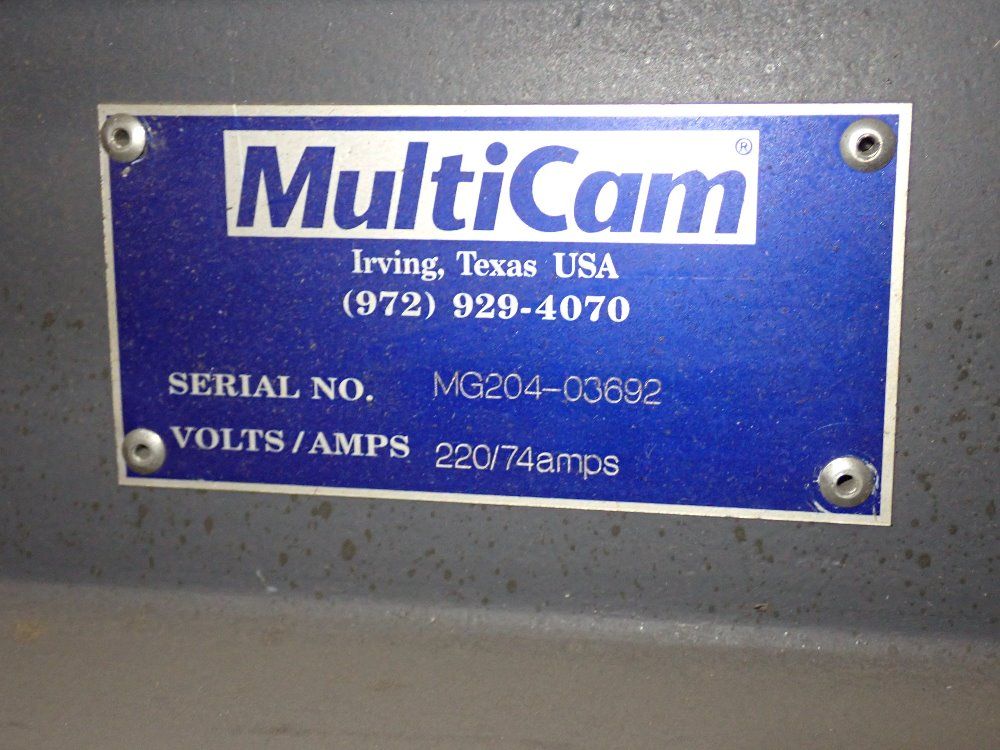 MultiCam®
Irving, Texas USA
(972) 929-4070
SERIAL NO. MG204-03692
VOLTS/AMPS 220/74amps